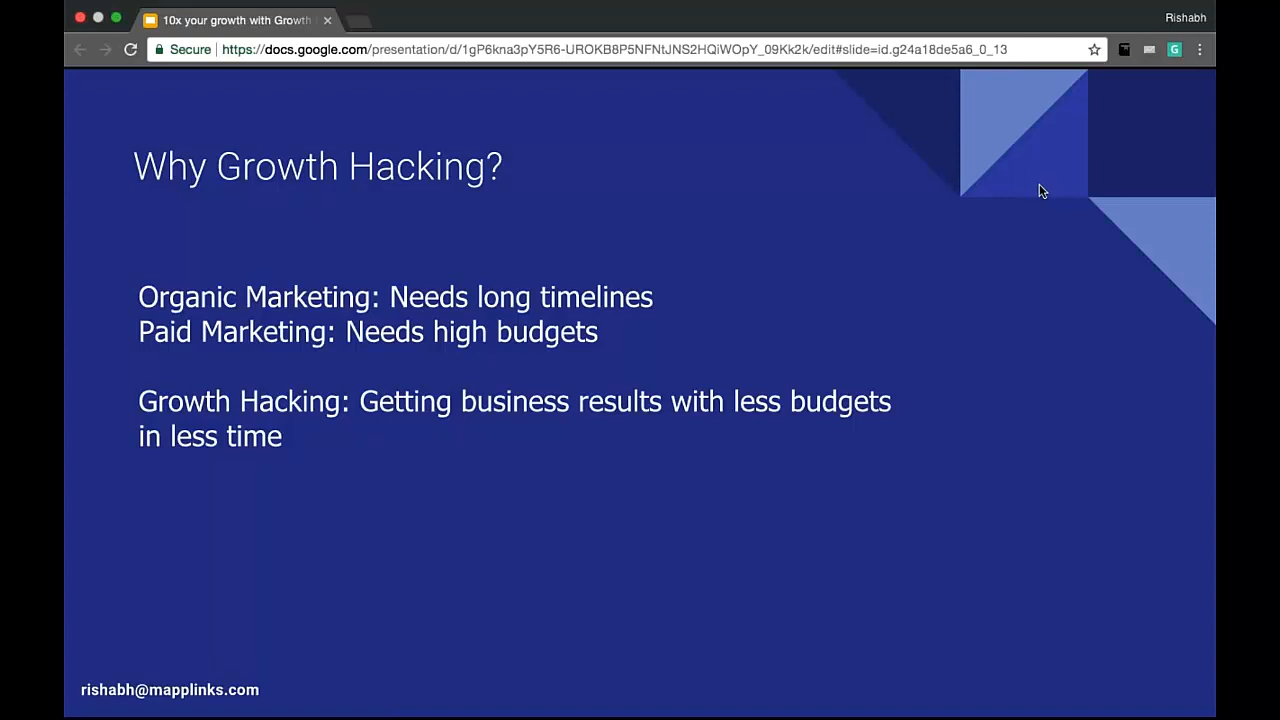 10x your growth with Growth
Rishabh
Secure
https://docs.google.com/presentation/d/1gP6kna3pY5R6-UROKB8P5NFNtJNS2HQiWOpY_09Kk2k/edit#slide=id.g24a18de5a6_0_13
G
Why Growth Hacking?
Organic Marketing: Needs long timelines
Paid Marketing: Needs high budgets
Growth Hacking: Getting business results with less budgets
in less time
rishabh@mapplinks.com